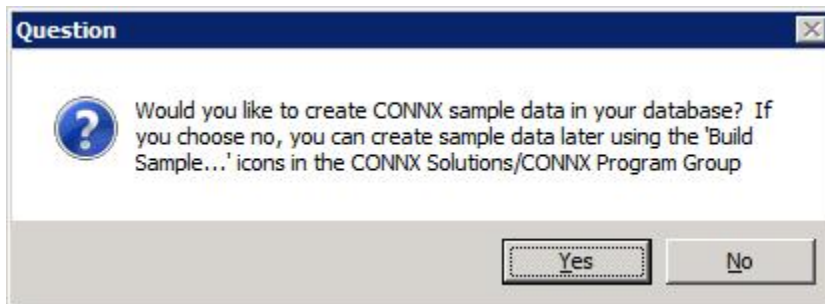 Question
Would you like to create CONNX sample data in your database? If
you choose no, you can create sample data later using the 'Build
Sample...' icons in the CONNX Solutions/CONNX Program Group
Yes
No